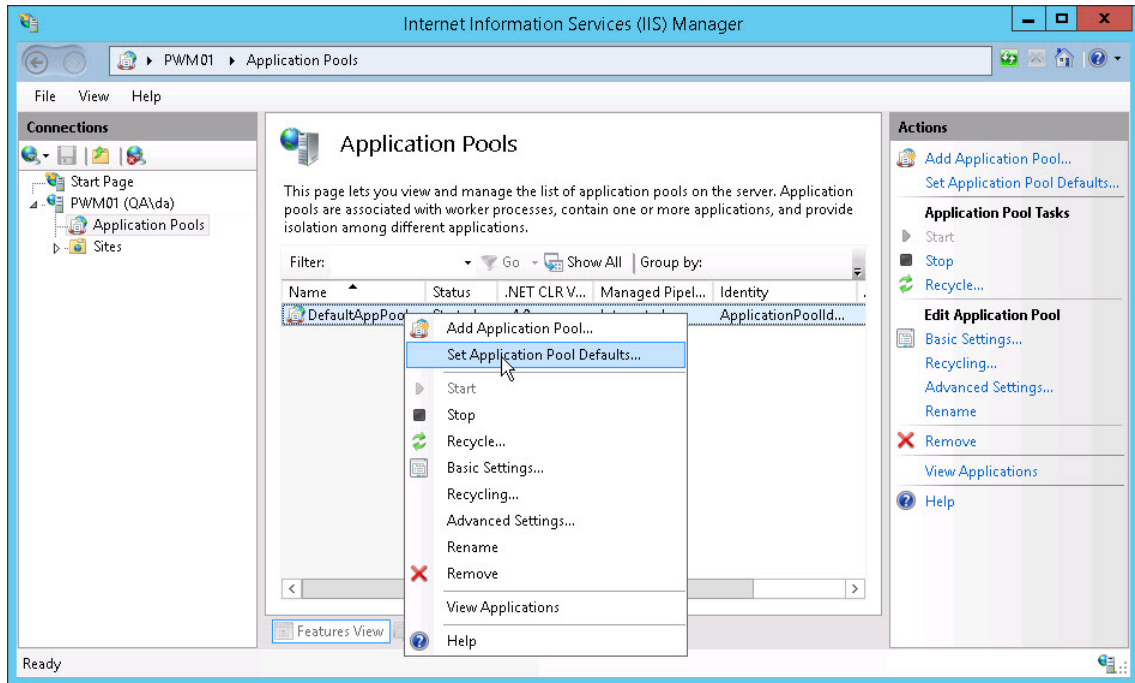 Internet Information Services (IIS) Manager
PWM01 Application Pools
File View Help
Connections
Start Page
PWM01 (QA\da)
Application Pools
Sites
Application Pools
This page lets you view and manage the list of application pools on the server. Application
pools are associated with worker processes, contain one or more applications, and provide
isolation among different applications.
Filter: Go Show All Group by:
Name Status .NET CLR V... Managed Pipel... Identity
DefaultAppPool ApplicationPoolId...
Add Application Pool...
Set Application Pool Defaults...
Start
Stop
Recycle...
Basic Settings...
Recycling...
Advanced Settings...
Rename
Remove
View Applications
Help
Features View
Actions
Add Application Pool...
Set Application Pool Defaults...
Application Pool Tasks
Start
Stop
Recycle...
Edit Application Pool
Basic Settings...
Recycling...
Advanced Settings...
Rename
Remove
View Applications
Help
Ready